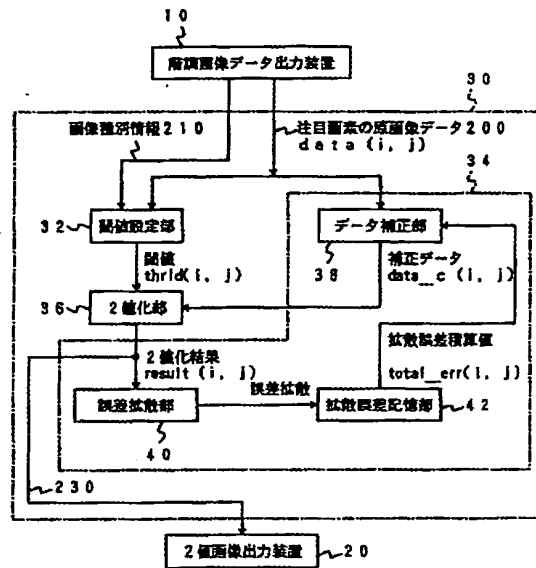 10
階調画像データ出力装置
30
画像種別情報210
注目画素の原画像データ200
data(i, j)
34
32
閾値設定部
データ補正部
38
閾値
thrld(i, j)
補正データ
data_c(i, j)
36
2値化部
2値化結果
result(i, j)
拡散誤差積算値
total_err(i, j)
誤差拡散部
誤差拡散
拡散誤差記憶部
42
40
230
2値画像出力装置
20